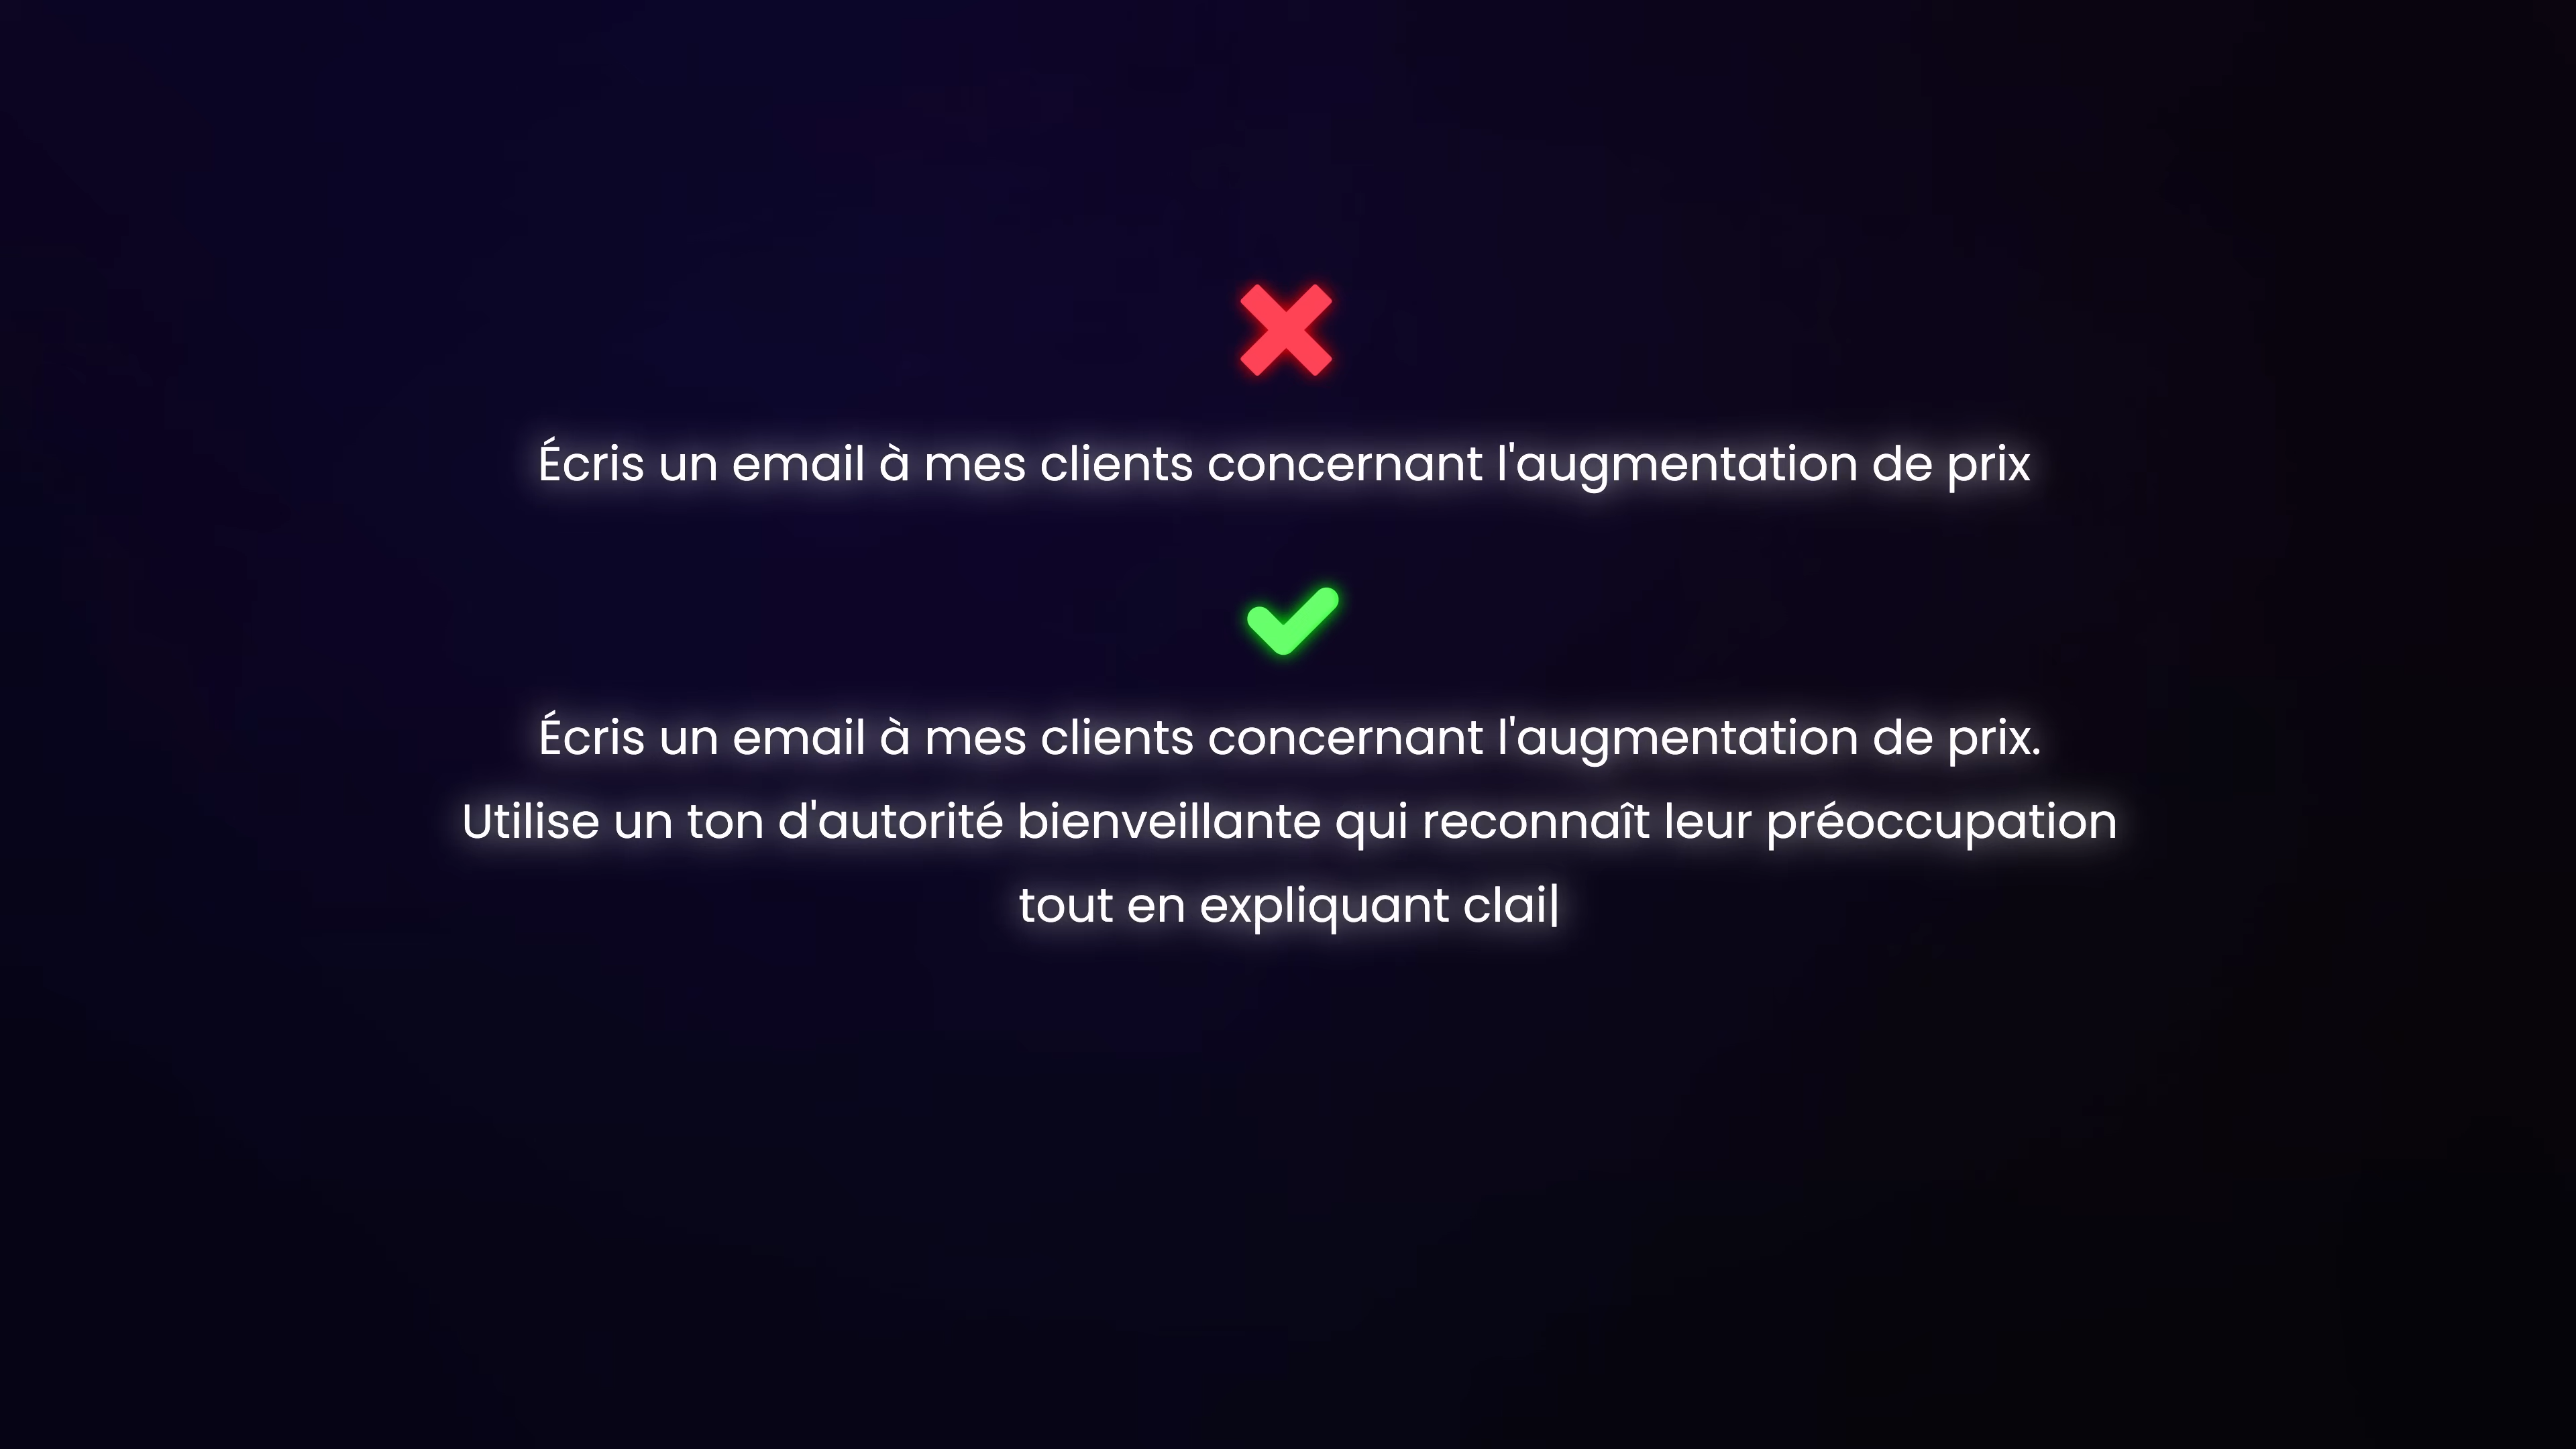 Écris un email à mes clients concernant l'augmentation de prix
Écris un email à mes clients concernant l'augmentation de prix.
Utilise un ton d'autorité bienveillante qui reconnaît leur préoccupation
tout en expliquant clai|